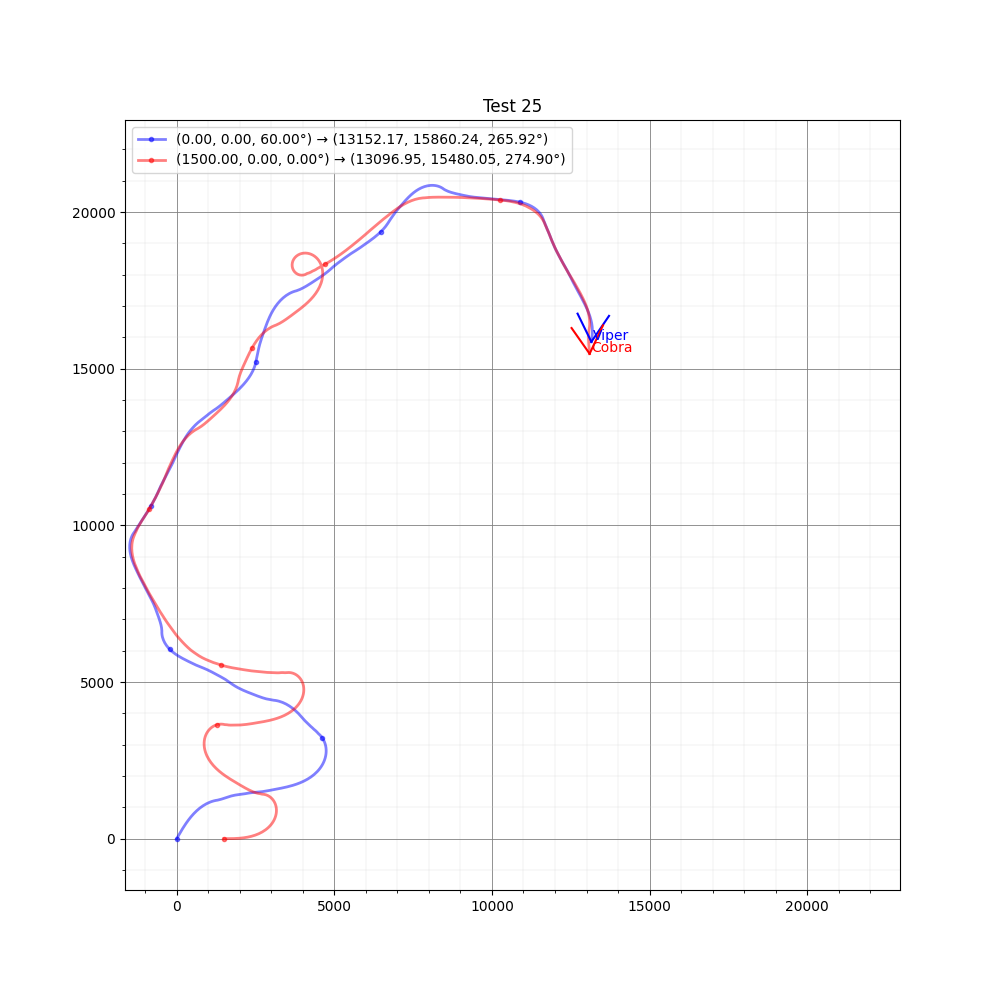 Test 25
(0.00, 0.00, 60.00°) → (13152.17, 15860.24, 265.92°)
(1500.00, 0.00, 0.00°) → (13096.95, 15480.05, 274.90°)
20000
15000
10000
5000
0
Viper
Cobra
0 5000 10000 15000 20000